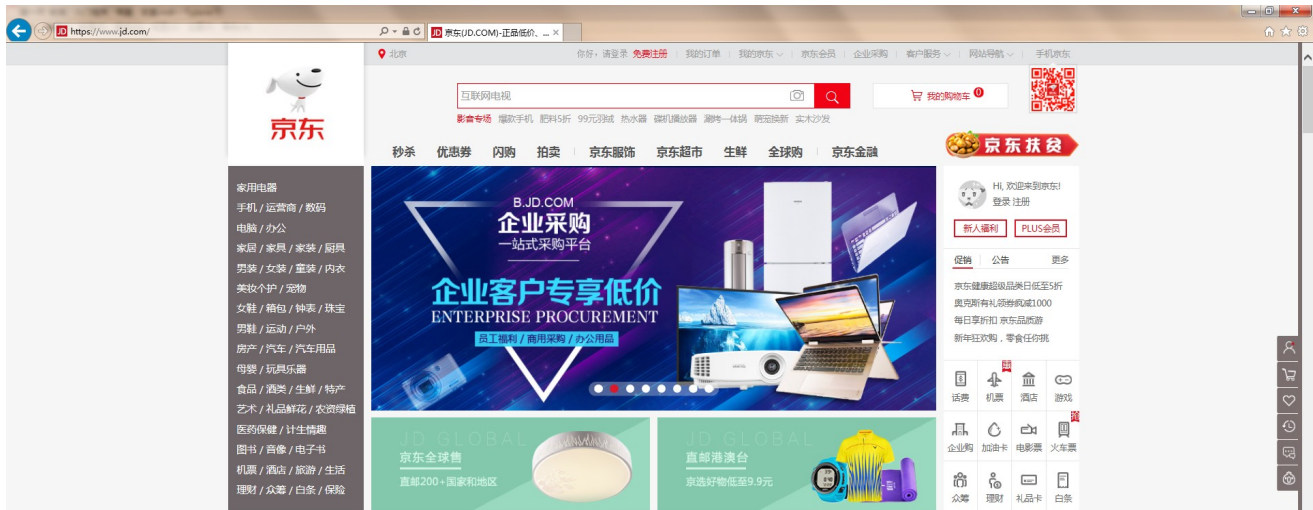 https://www.jd.com/
京东(JD.COM)-正品低价、...
北京
你好，请登录 免费注册
我的订单
我的京东
京东会员
企业采购
客户服务
网站导航
手机京东
京东
互联网电视
我的购物车 0
影音专场 爆款手机 肥料5折 99元羽绒 热水器 碟机播放器 涮烤一体锅 萌宠换新 实木沙发
秒杀 优惠券 闪购 拍卖 京东服饰 京东超市 生鲜 全球购 京东金融
京东扶贫
家用电器
手机 / 运营商 / 数码
电脑 / 办公
家居 / 家具 / 家装 / 厨具
男装 / 女装 / 童装 / 内衣
美妆个护 / 宠物
女鞋 / 箱包 / 钟表 / 珠宝
男鞋 / 运动 / 户外
房产 / 汽车 / 汽车用品
母婴 / 玩具乐器
食品 / 酒类 / 生鲜 / 特产
艺术 / 礼品鲜花 / 农资绿植
医药保健 / 计生情趣
图书 / 音像 / 电子书
机票 / 酒店 / 旅游 / 生活
理财 / 众筹 / 白条 / 保险
B.JD.COM
企业采购
一站式采购平台
企业客户专享低价
ENTERPRISE PROCUREMENT
员工福利 / 商用采购 / 办公用品
JD GLOBAL
京东全球售
直邮200+国家和地区
JD GLOBAL
直邮港澳台
京选好物低至9.9元
Hi, 欢迎来到京东!
登录 注册
新人福利 PLUS会员
促销 公告 更多
京东健康超级品类日低至5折
奥克斯有礼领券疯减1000
每日享折扣 京东品质游
新年狂欢购，零食任你挑
话费 机票 酒店 游戏
企业购 加油卡 电影票 火车票
众筹 理财 礼品卡 白条